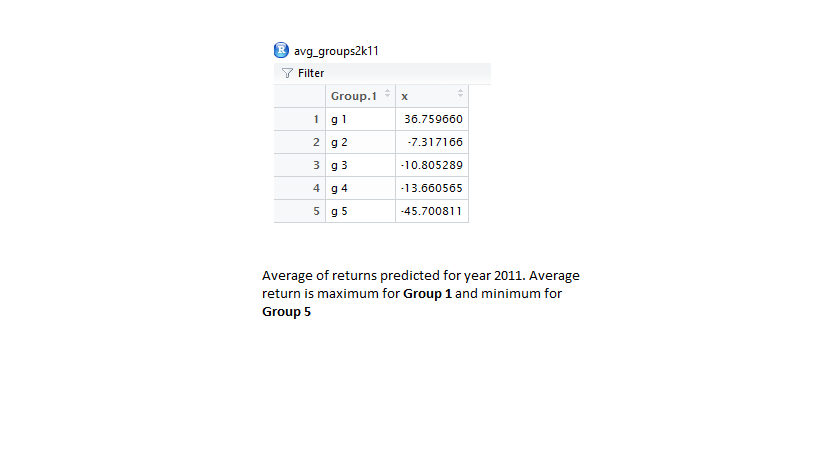 R avg_groups2k11
Filter
Group.1 x
1 g 1 36.759660
2 g 2 -7.317166
3 g 3 -10.805289
4 g 4 -13.660565
5 g 5 -45.700811
Average of returns predicted for year 2011. Average
return is maximum for Group 1 and minimum for
Group 5